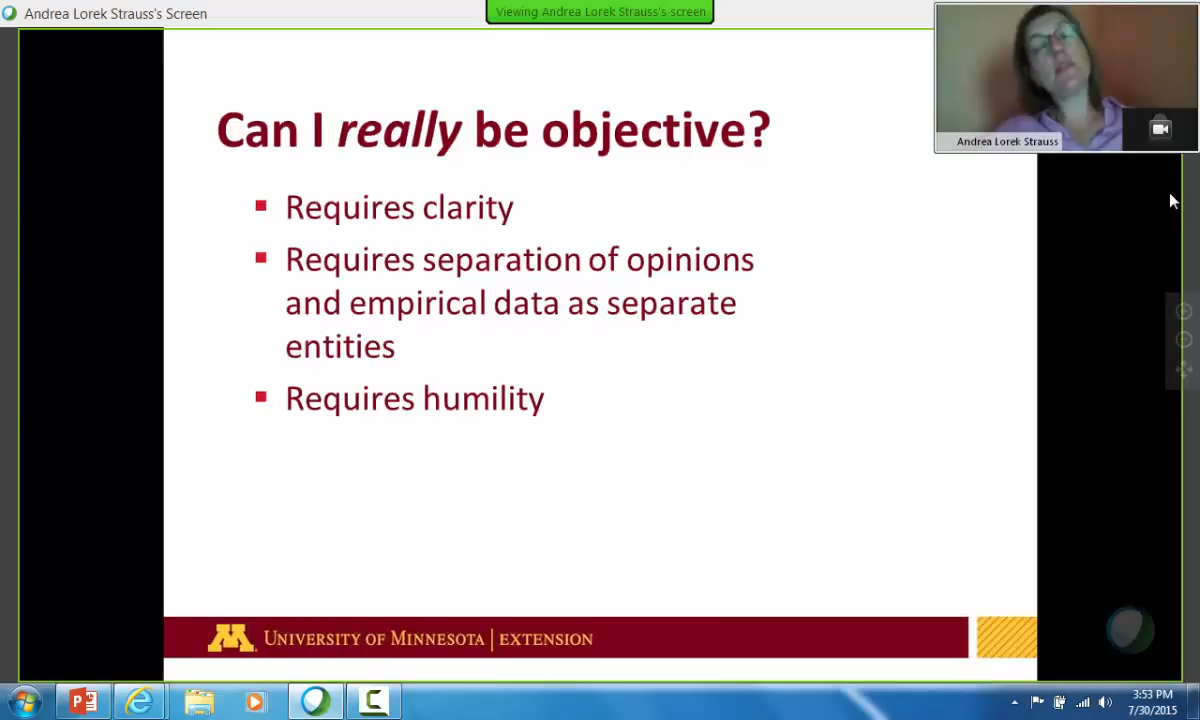 Andrea Lorek Strauss's Screen
Viewing Andrea Lorek Strauss's screen
Andrea Lorek Strauss
Can I really be objective?
Requires clarity
Requires separation of opinions
and empirical data as separate
entities
Requires humility
M
UNIVERSITY OF MINNESOTA | EXTENSION
3:53 PM
7/30/2015